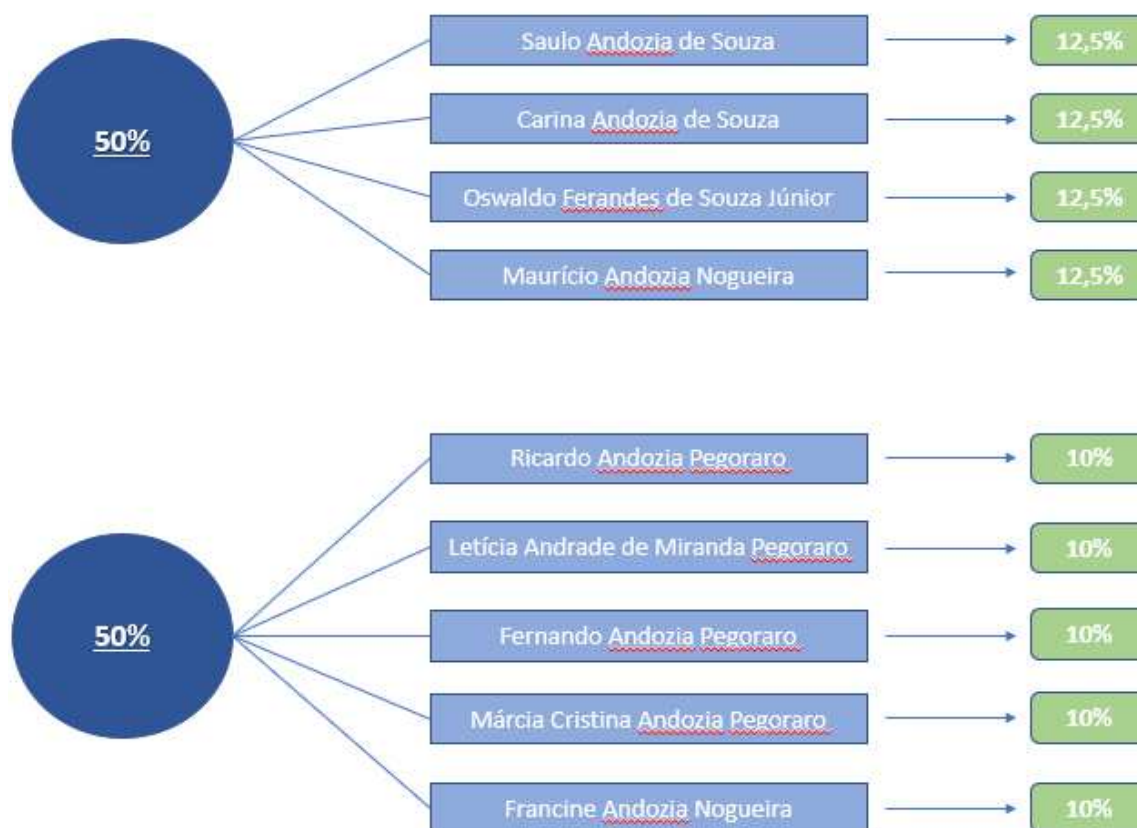 50%
Saulo Andozia de Souza
12,5%
Carina Andozia de Souza
12,5%
Oswaldo Ferandes de Souza Júnior
12,5%
Maurício Andozia Nogueira
12,5%
50%
Ricardo Andozia Pegoraro
10%
Letícia Andrade de Miranda Pegoraro
10%
Fernando Andozia Pegoraro
10%
Márcia Cristina Andozia Pegoraro
10%
Francine Andozia Nogueira
10%